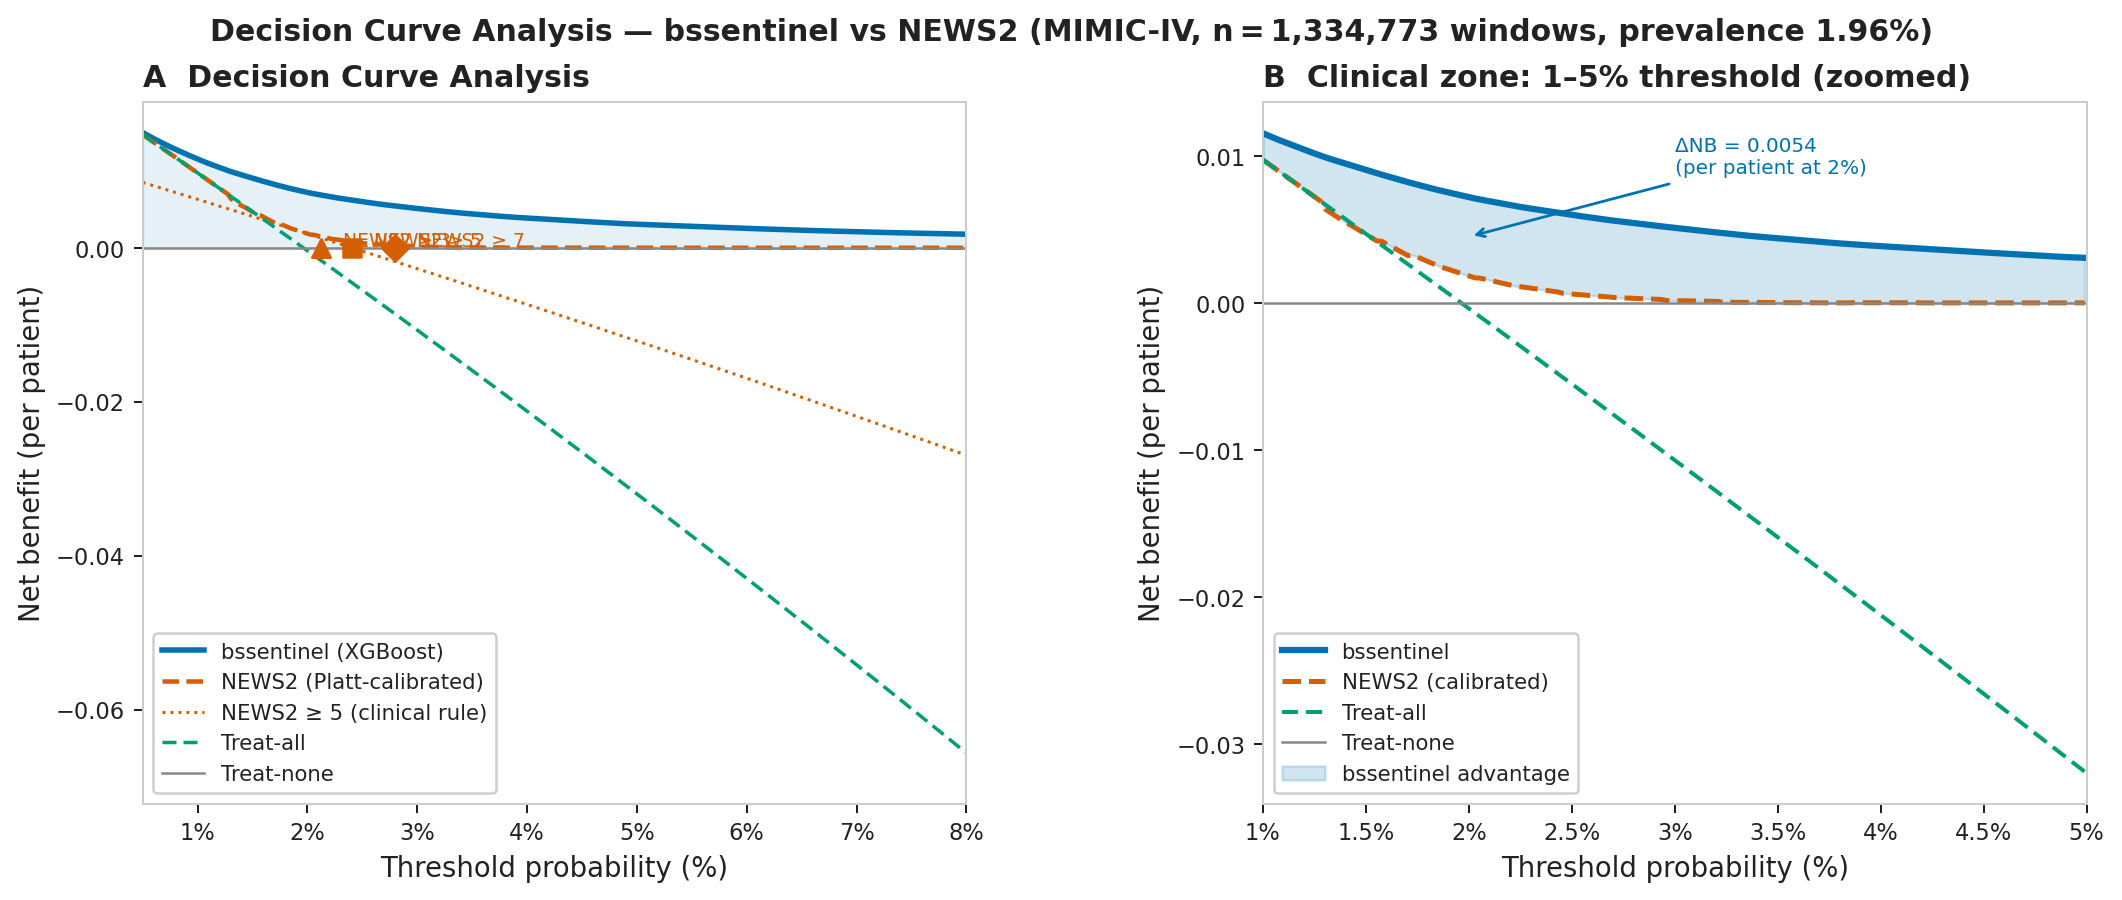 Decision Curve Analysis — bssentinel vs NEWS2 (MIMIC-IV, n = 1,334,773 windows, prevalence 1.96%)
A Decision Curve Analysis
Net benefit (per patient)
0.00
−0.02
−0.04
−0.06
NEWS2 ≥ 7
bssentinel (XGBoost)
NEWS2 (Platt-calibrated)
NEWS2 ≥ 5 (clinical rule)
Treat-all
Treat-none
1% 2% 3% 4% 5% 6% 7% 8%
Threshold probability (%)
B Clinical zone: 1–5% threshold (zoomed)
Net benefit (per patient)
0.01
0.00
−0.01
−0.02
−0.03
ΔNB = 0.0054
(per patient at 2%)
bssentinel
NEWS2 (calibrated)
Treat-all
Treat-none
bssentinel advantage
1% 1.5% 2% 2.5% 3% 3.5% 4% 4.5% 5%
Threshold probability (%)